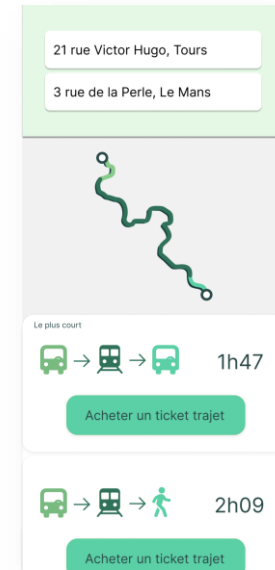 21 rue Victor Hugo, Tours
3 rue de la Perle, Le Mans
Le plus court
1h47
Acheter un ticket trajet
2h09
Acheter un ticket trajet